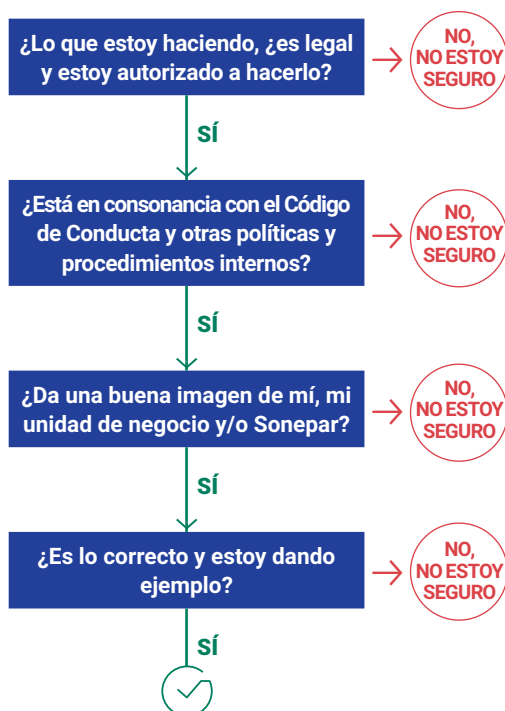 ¿Lo que estoy haciendo, ¿es legal
y estoy autorizado a hacerlo?
NO,
NO ESTOY
SEGURO
SÍ
¿Está en consonancia con el Código
de Conducta y otras políticas y
procedimientos internos?
NO,
NO ESTOY
SEGURO
SÍ
¿Da una buena imagen de mí, mi
unidad de negocio y/o Sonepar?
NO,
NO ESTOY
SEGURO
SÍ
¿Es lo correcto y estoy dando
ejemplo?
NO,
NO ESTOY
SEGURO
SÍ